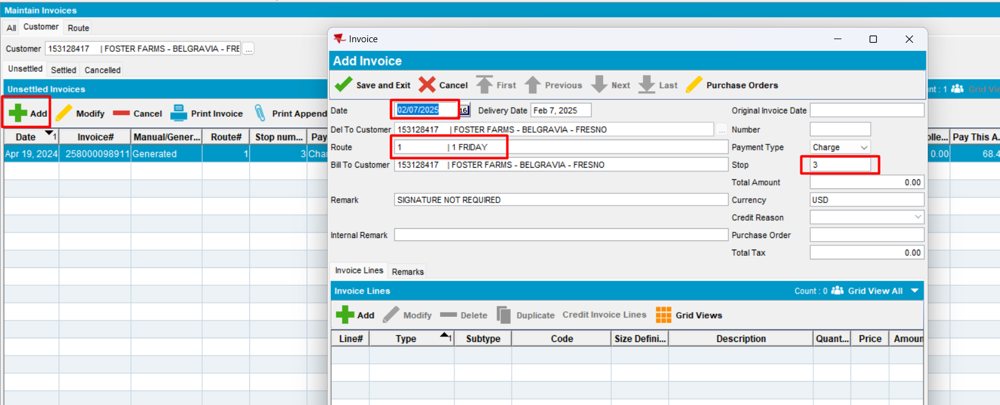 Maintain Invoices
All Customer Route
Customer 153128417 | FOSTER FARMS - BELGRAVIA - FRE ...
Unsettled Settled Cancelled
Unsettled Invoices
Add Modify Cancel Print Invoice Print Append
Date 1 Invoice# Manual/Gener... Route# Stop num... Pay
Apr 19, 2024 258000098911 Generated 1 3 Cha
Invoice
Add Invoice
Save and Exit Cancel First Previous Next Last Purchase Orders
Date 02/07/2025 16 Delivery Date Feb 7, 2025 Original Invoice Date
Del To Customer 153128417 | FOSTER FARMS - BELGRAVIA - FRESNO ... Number
Route 1 | 1 FRIDAY Payment Type Charge
Bill To Customer 153128417 | FOSTER FARMS - BELGRAVIA - FRESNO Stop 3
Total Amount 0.00
Remark SIGNATURE NOT REQUIRED Currency USD
Credit Reason
Internal Remark Purchase Order
Total Tax 0.00
Invoice Lines Remarks
Invoice Lines Count : 0 Grid View All
Add Modify Delete Duplicate Credit Invoice Lines Grid Views
Line# Type 1 Subtype Code Size Defini... Description Quant... Price Amoun
nt : 1 Grid Vie
olle... Pay This A.
0.00 68.4